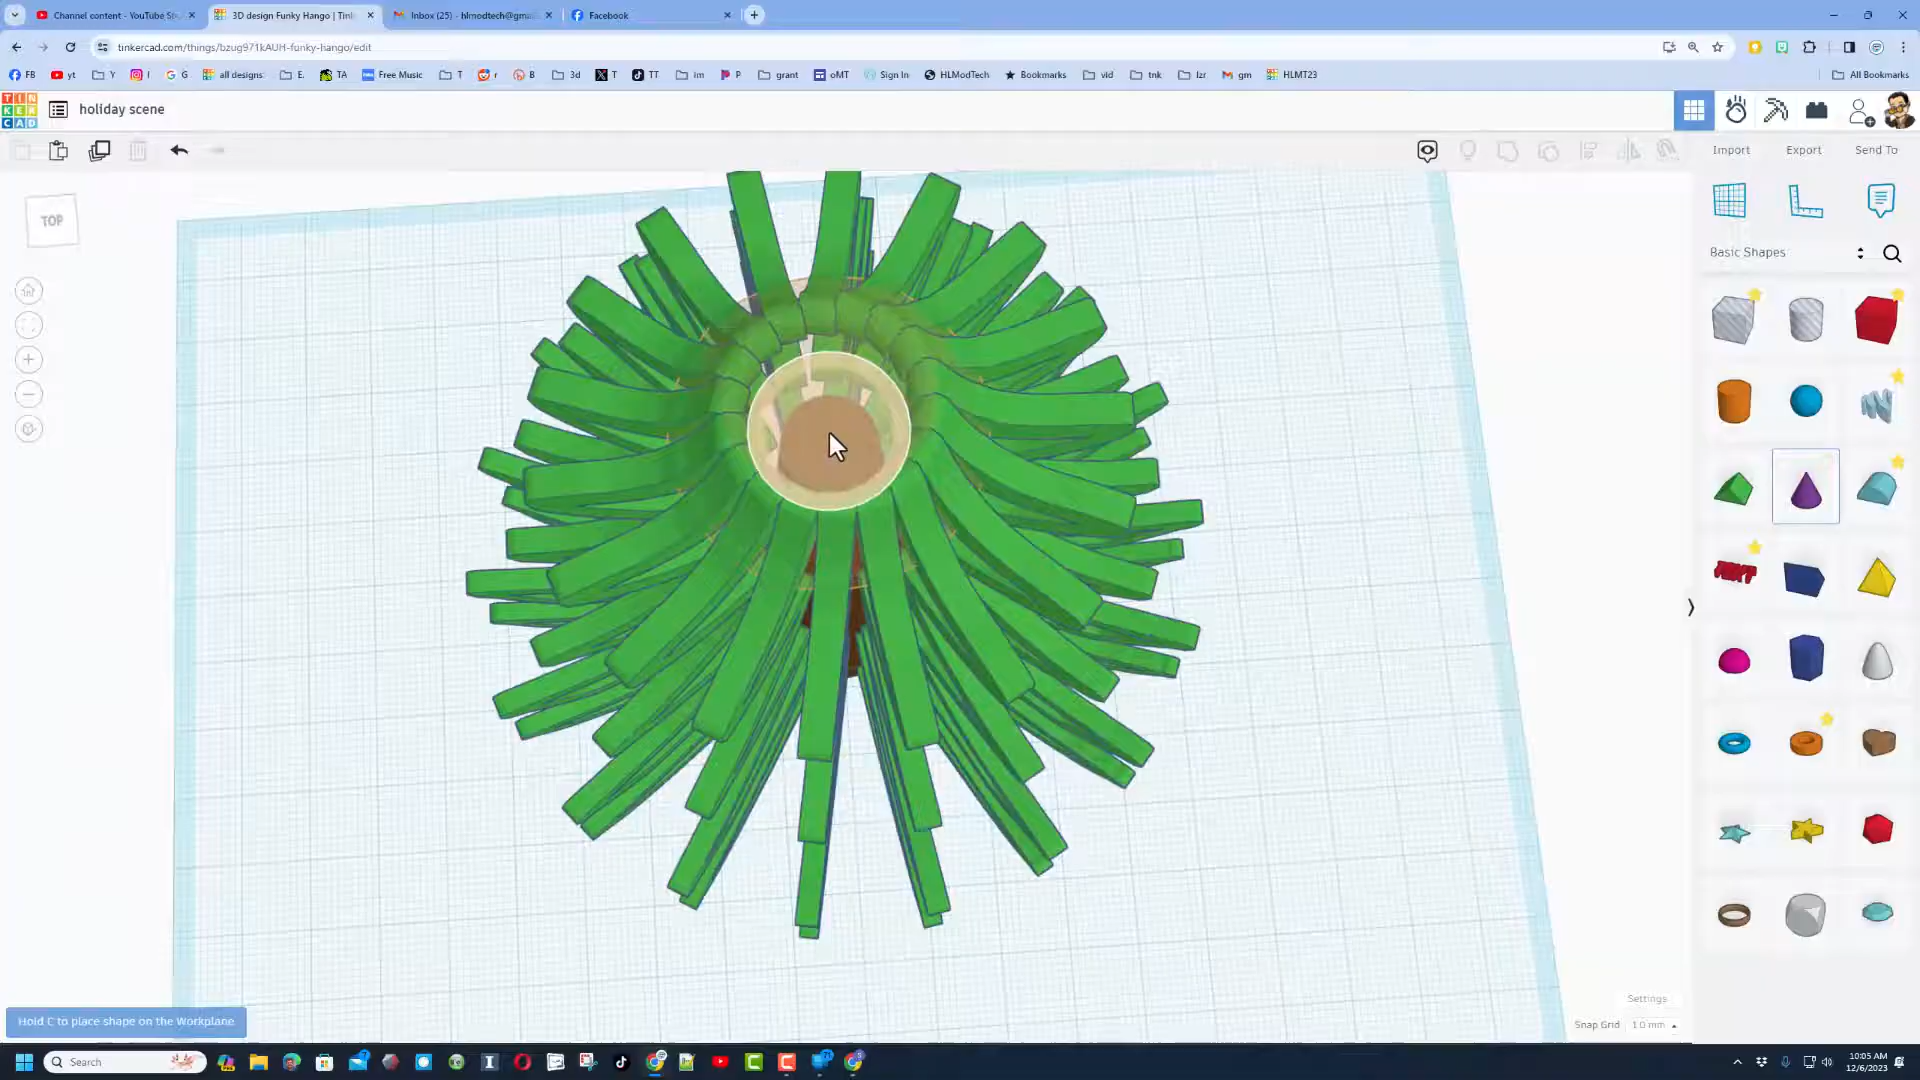 Channel content - YouTube St
3D design Funky Hango | Tin
Inbox (25) - hlmodtech@gma
Facebook
tinkercad.com/things/bzug971kAUH-funky-hango/edit
FB
yt
Y
I
G
all designs
E.
TA
Free Music
T
r
B
3d
T
TT
im
P
grant
oMT
Sign In
HLModTech
Bookmarks
vid
tnk
lzr
gm
HLMT23
All Bookmarks
TIN
KER
CAD
holiday scene
Import
Export
Send To
TOP
Basic Shapes
TEXT
Hold C to place shape on the Workplane
Settings
Snap Grid 1.0 mm
Search
10:05 AM
12/6/2023